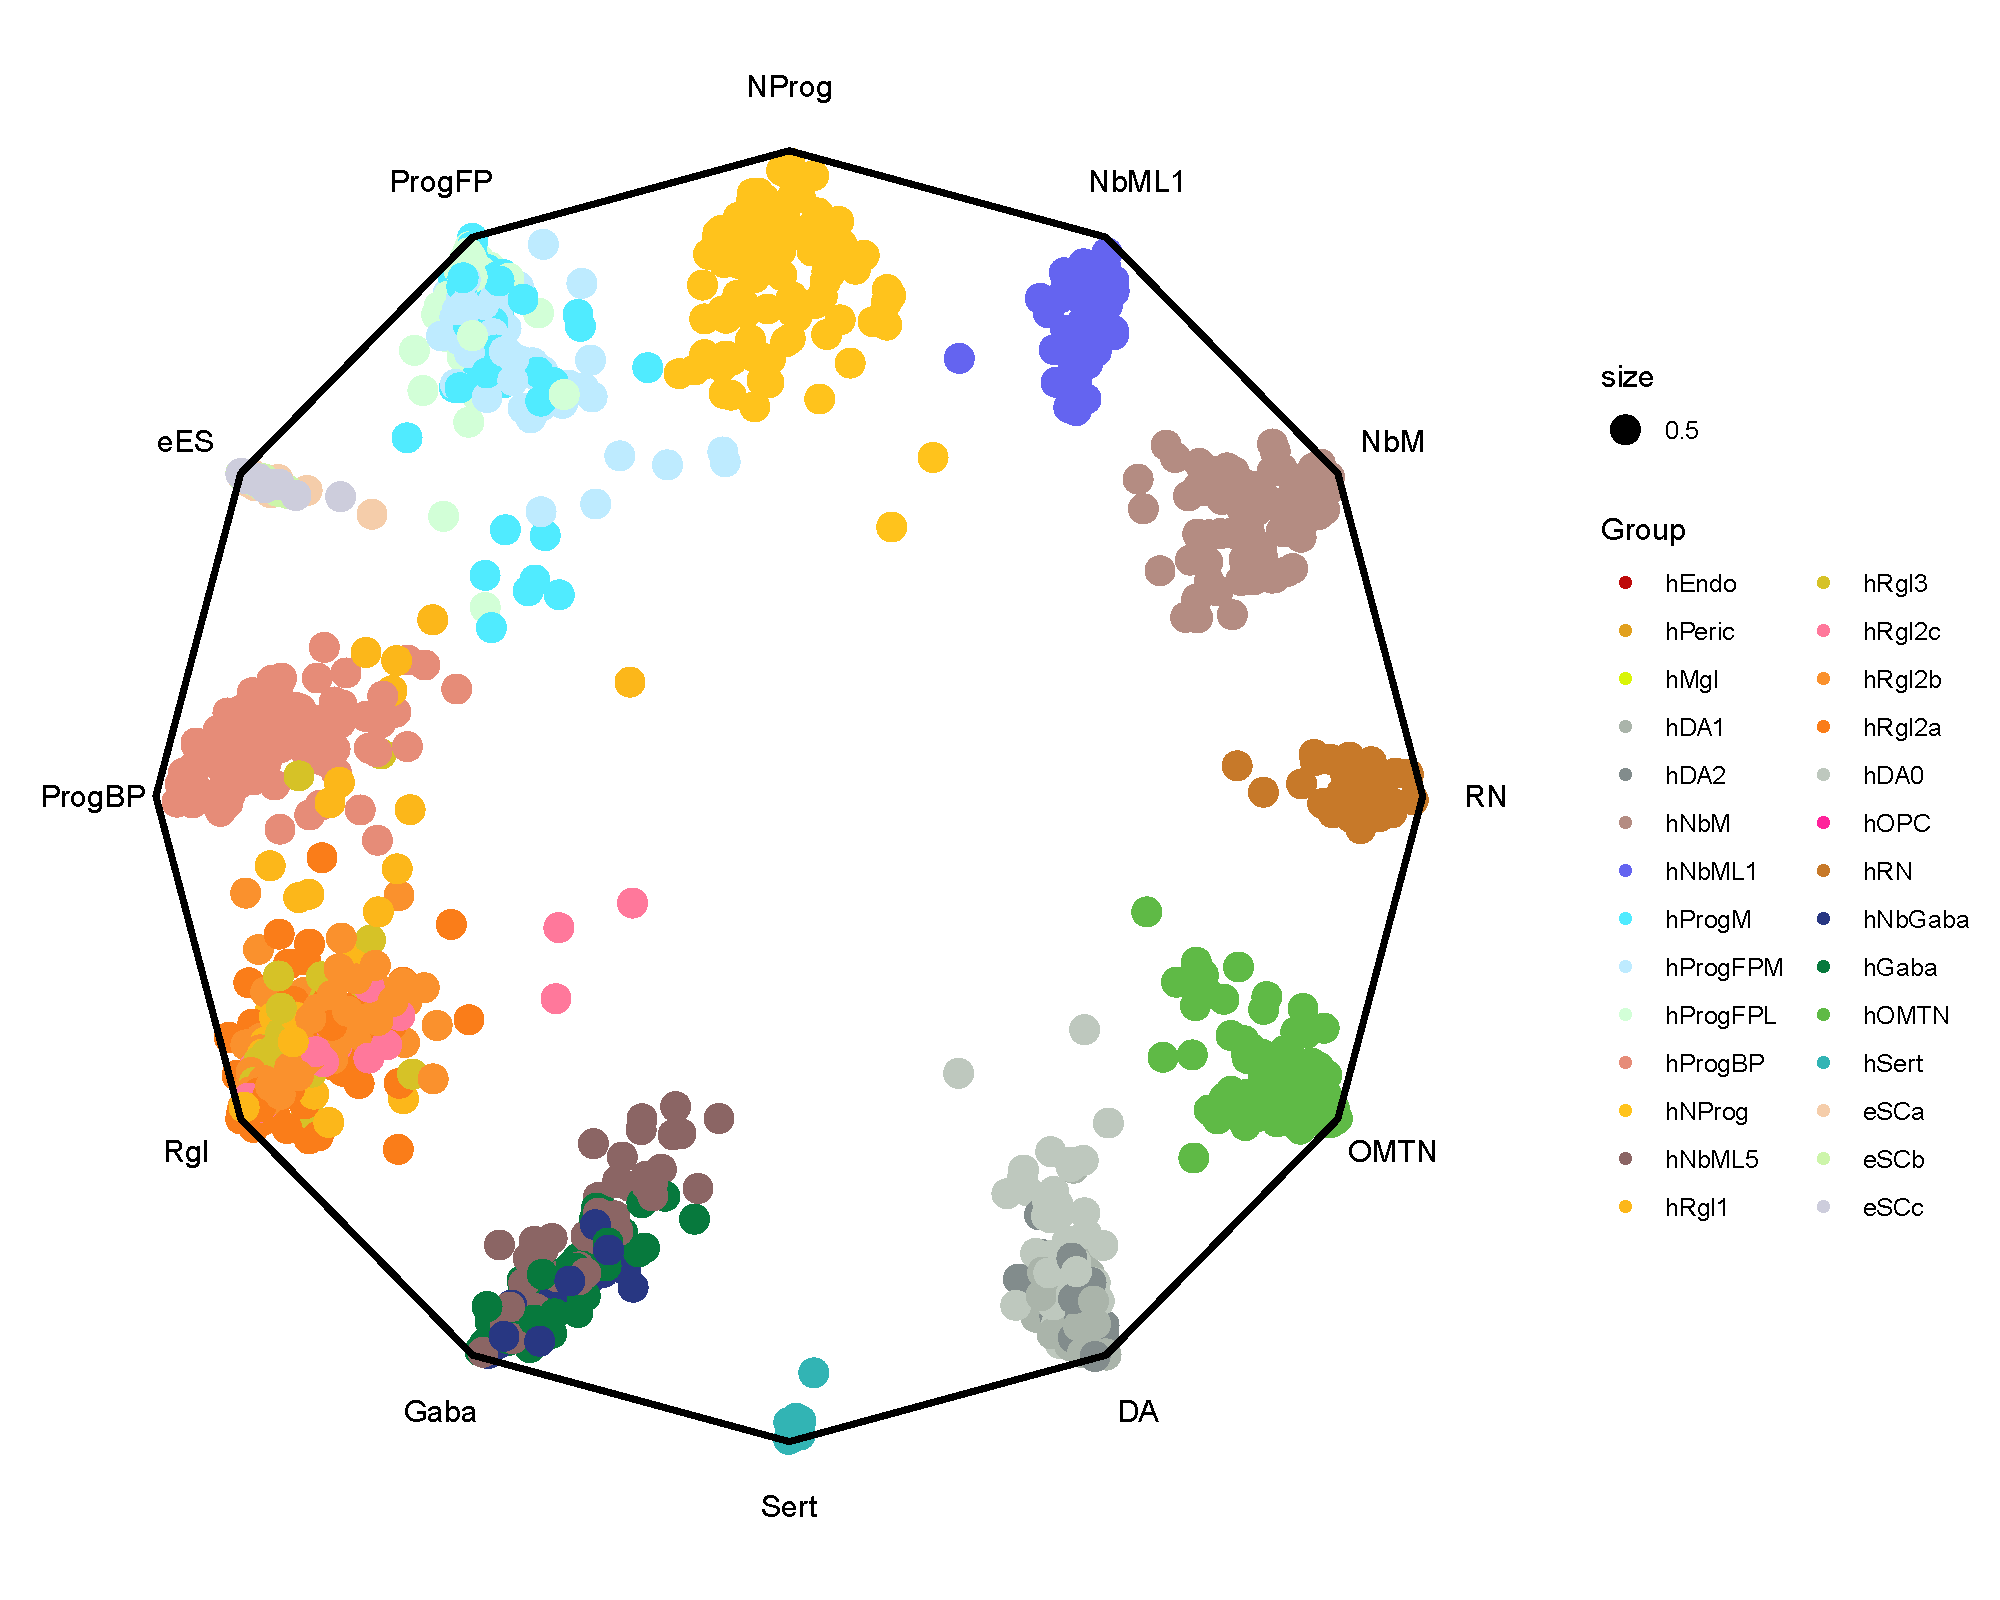 NProg
ProgFP
NbML1
eES
NbM
ProgBP
RN
Rgl
OMTN
Gaba
DA
Sert
size
0.5
Group
hEndo
hPeric
hMgl
hDA1
hDA2
hNbM
hNbML1
hProgM
hProgFPM
hProgFPL
hProgBP
hNProg
hNbML5
hRgl1
hRgl3
hRgl2c
hRgl2b
hRgl2a
hDA0
hOPC
hRN
hNbGaba
hGaba
hOMTN
hSert
eSCa
eSCb
eSCc